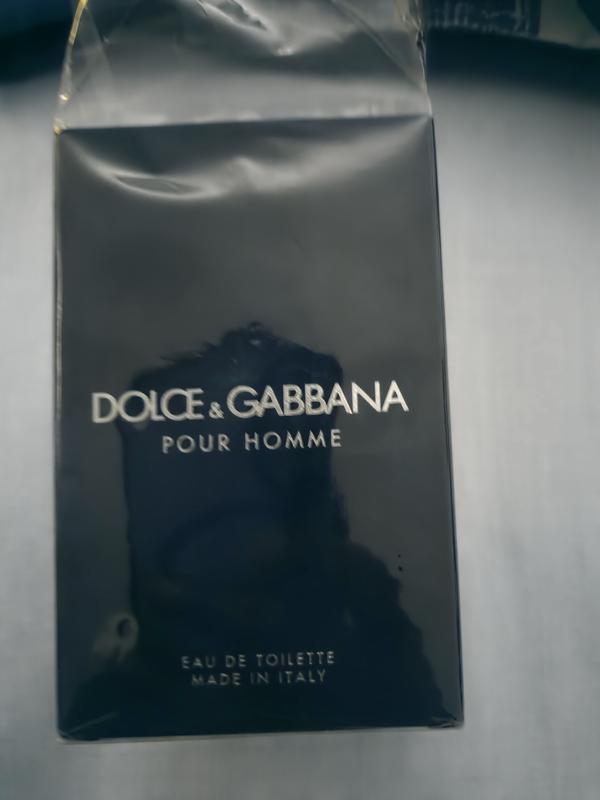 DOLCE & GABBANA
POUR HOMME
EAU DE TOILETTE
MADE IN ITALY